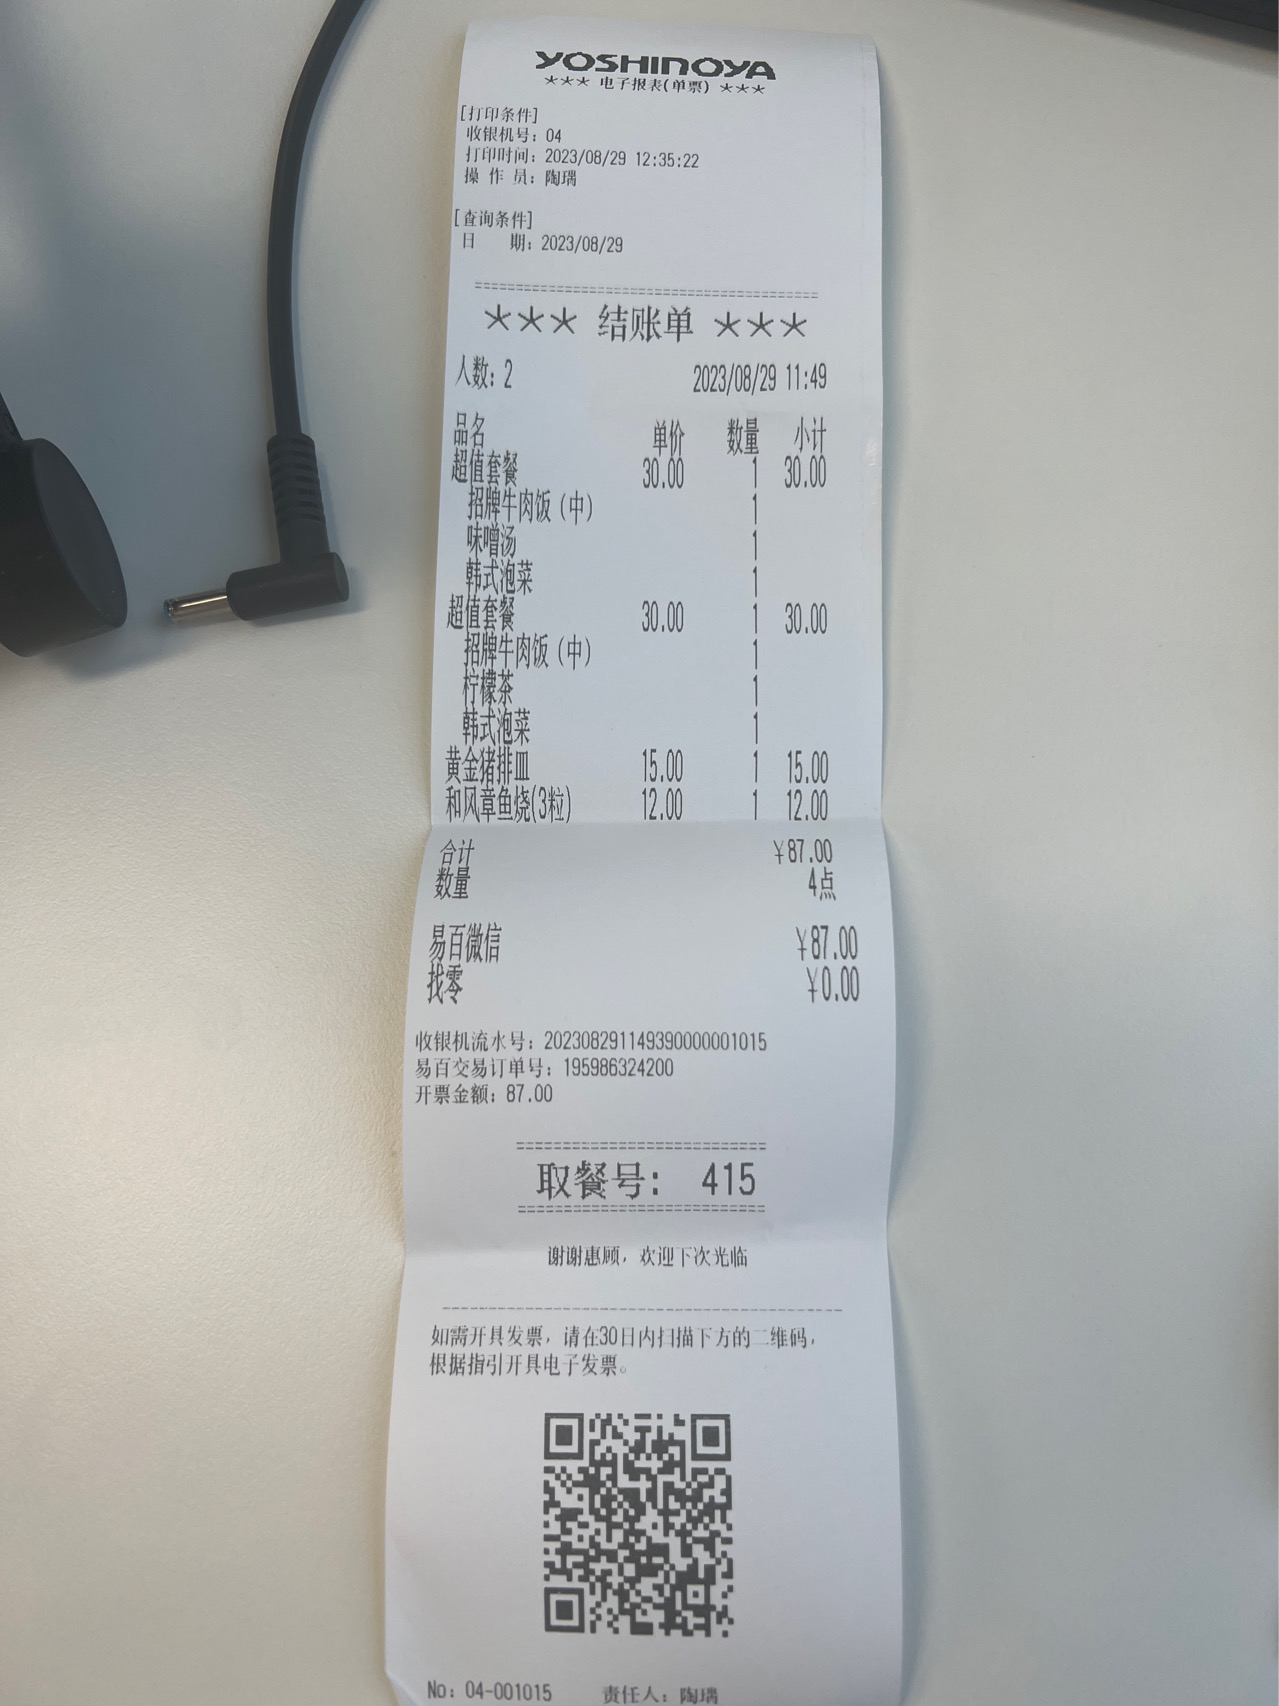 YOSHINOYA
*** 电子报表(单票) ***
[打印条件]
收银机号: 04
打印时间: 2023/08/29 12:35:22
操 作 员: 陶瑀
[查询条件]
日 期: 2023/08/29
*** 结账单 ***
人数: 2 2023/08/29 11:49
品名 单价 数量 小计
超值套餐 30.00 1 30.00
招牌牛肉饭 (中) 1
味噌汤 1
韩式泡菜 1
超值套餐 30.00 1 30.00
招牌牛肉饭 (中) 1
柠檬茶 1
韩式泡菜 1
黄金猪排皿 15.00 1 15.00
和风章鱼烧(3粒) 12.00 1 12.00
合计 ¥87.00
数量 4点
易百微信 ¥87.00
找零 ¥0.00
收银机流水号: 2023082911493900000001015
易百交易订单号: 195986324200
开票金额: 87.00
取餐号: 415
谢谢惠顾, 欢迎下次光临
如需开具发票, 请在30日内扫描下方的二维码,
根据指引开具电子发票。
No: 04-001015 责任人: 陶瑀